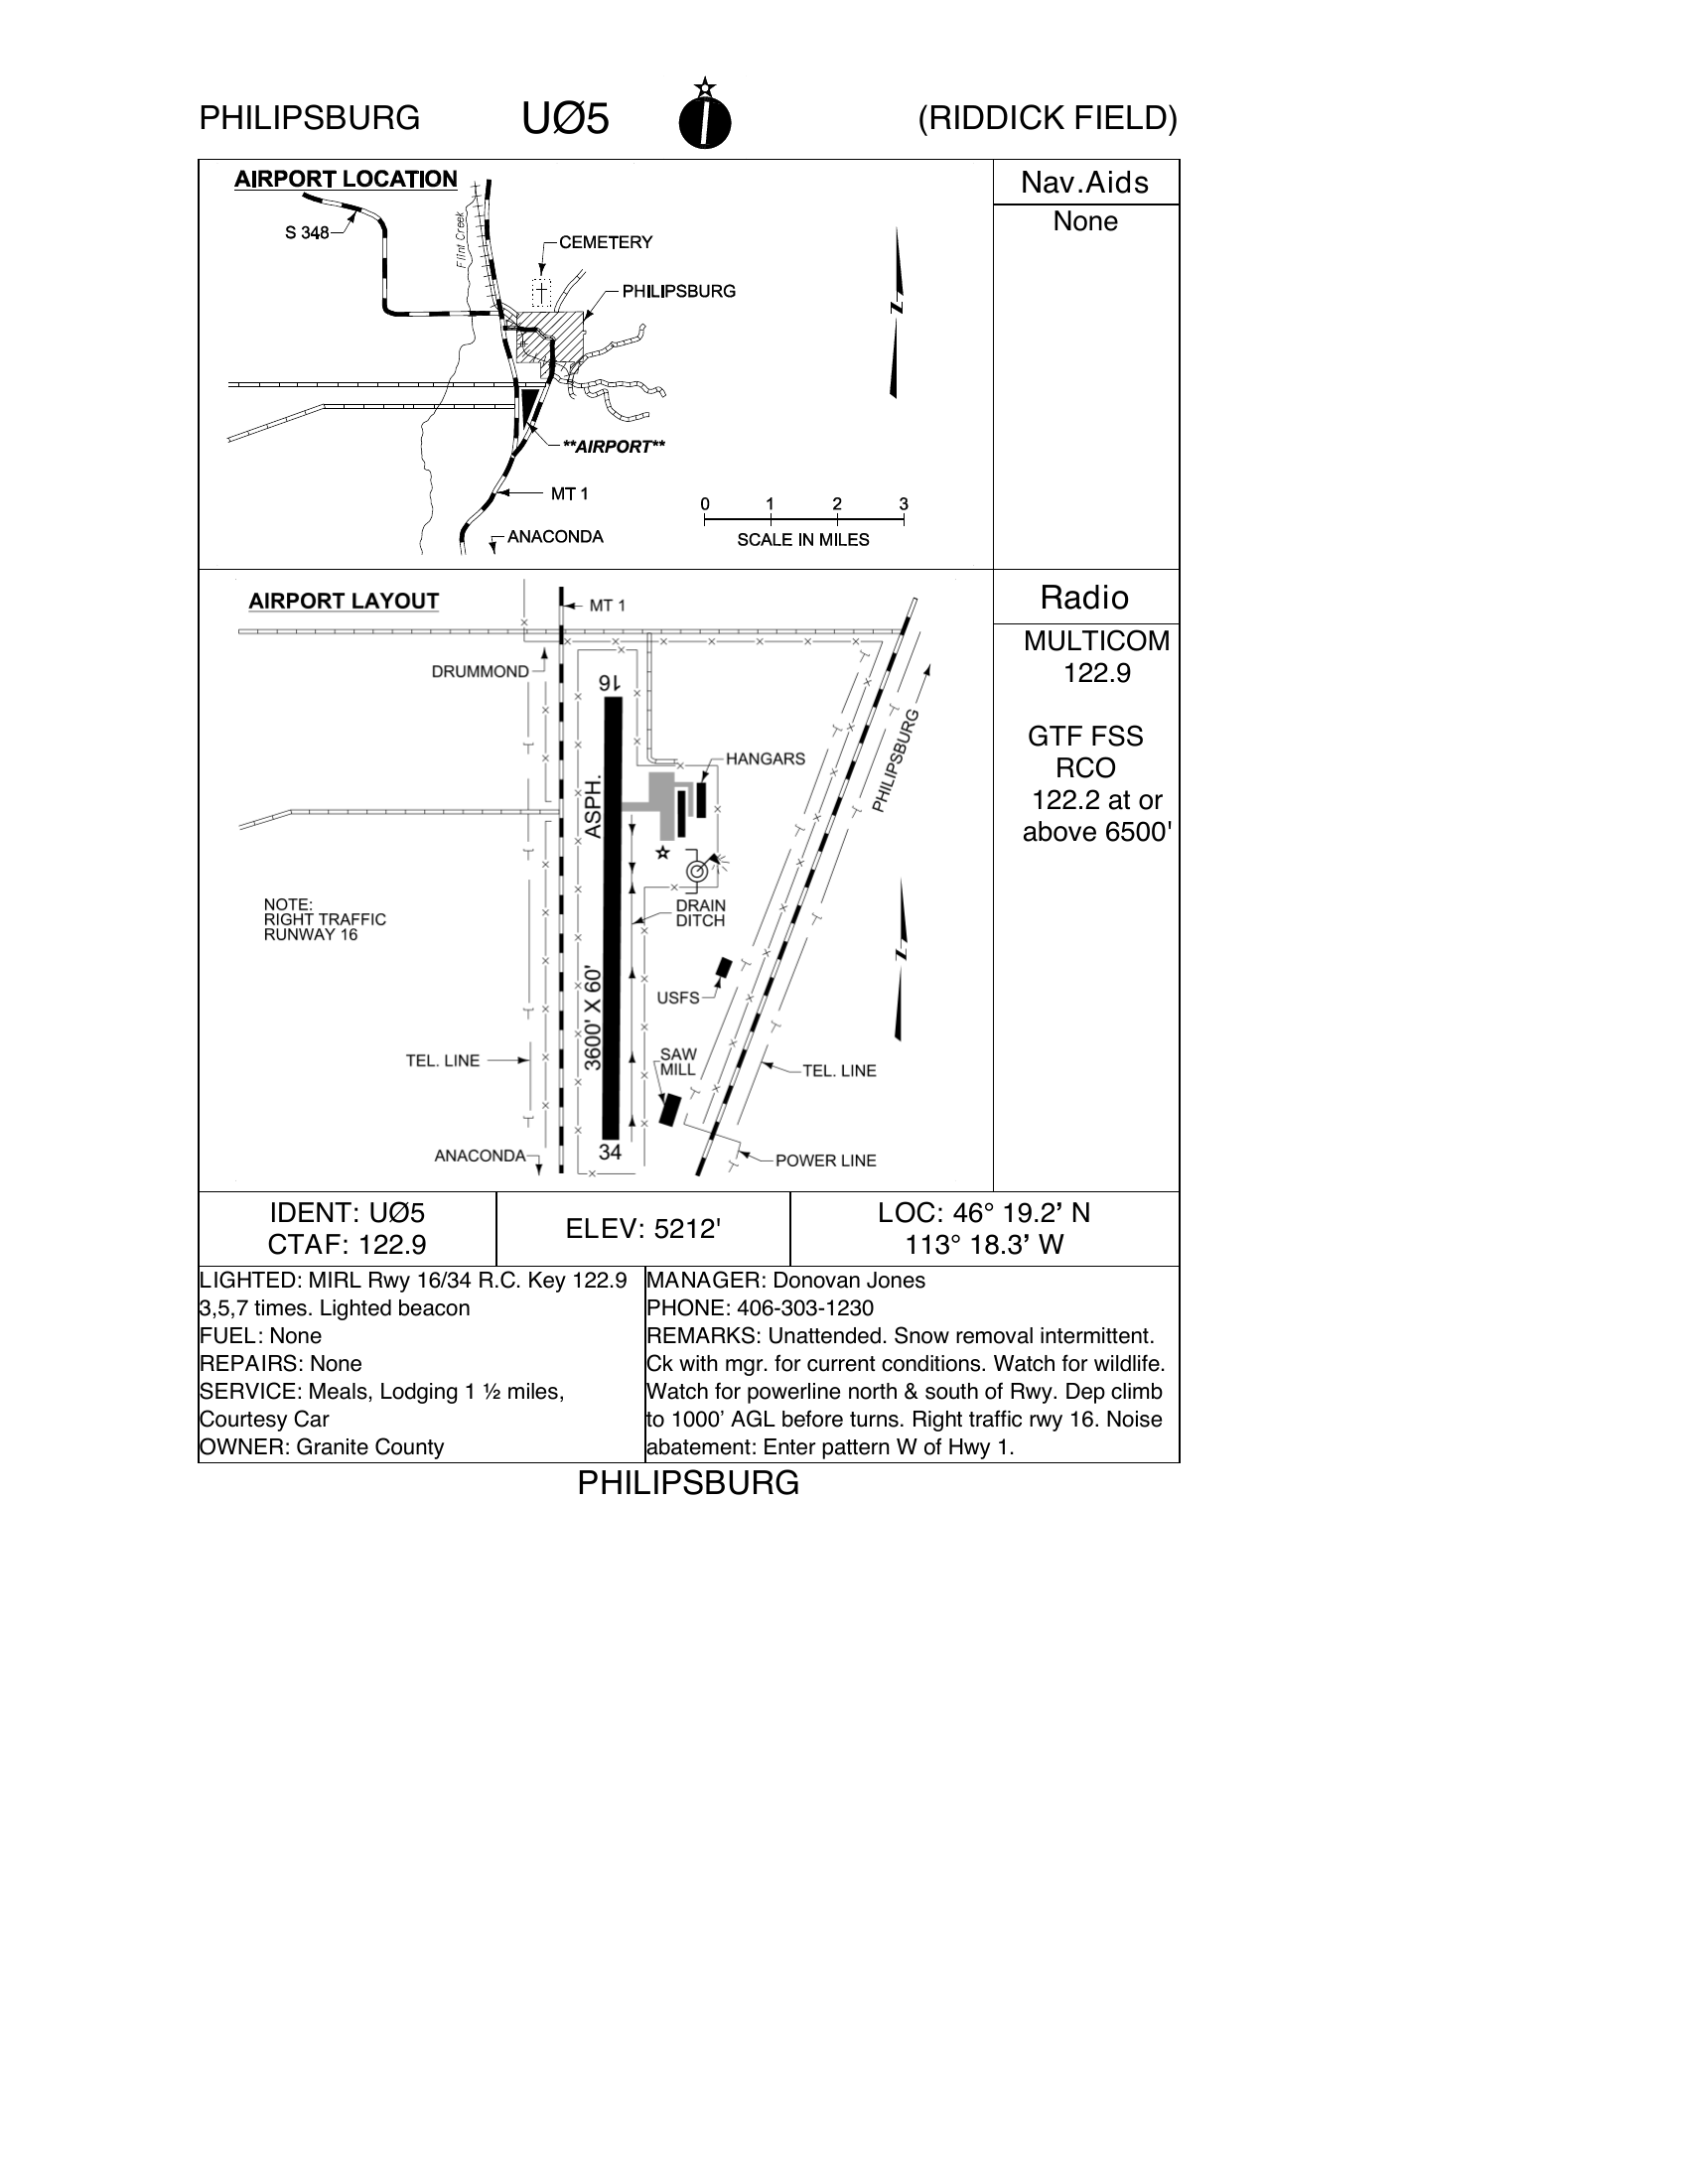 PHILIPSBURG UØ5 (RIDDICK FIELD)
AIRPORT LOCATION
S 348
Flint Creek
CEMETERY
PHILIPSBURG
N
**AIRPORT**
MT 1
ANACONDA
0 1 2 3
SCALE IN MILES
Nav.Aids
None
AIRPORT LAYOUT
MT 1
DRUMMOND
16
HANGARS
ASPH.
PHILIPSBURG
NOTE:
RIGHT TRAFFIC
RUNWAY 16
DRAIN
DITCH
N
3600' X 60'
USFS
TEL. LINE
SAW
MILL
TEL. LINE
34
ANACONDA
POWER LINE
Radio
MULTICOM
122.9
GTF FSS
RCO
122.2 at or
above 6500'
IDENT: UØ5
CTAF: 122.9
ELEV: 5212'
LOC: 46° 19.2’ N
113° 18.3’ W
LIGHTED: MIRL Rwy 16/34 R.C. Key 122.9
3,5,7 times. Lighted beacon
FUEL: None
REPAIRS: None
SERVICE: Meals, Lodging 1 ½ miles,
Courtesy Car
OWNER: Granite County
MANAGER: Donovan Jones
PHONE: 406-303-1230
REMARKS: Unattended. Snow removal intermittent.
Ck with mgr. for current conditions. Watch for wildlife.
Watch for powerline north & south of Rwy. Dep climb
to 1000’ AGL before turns. Right traffic rwy 16. Noise
abatement: Enter pattern W of Hwy 1.
PHILIPSBURG